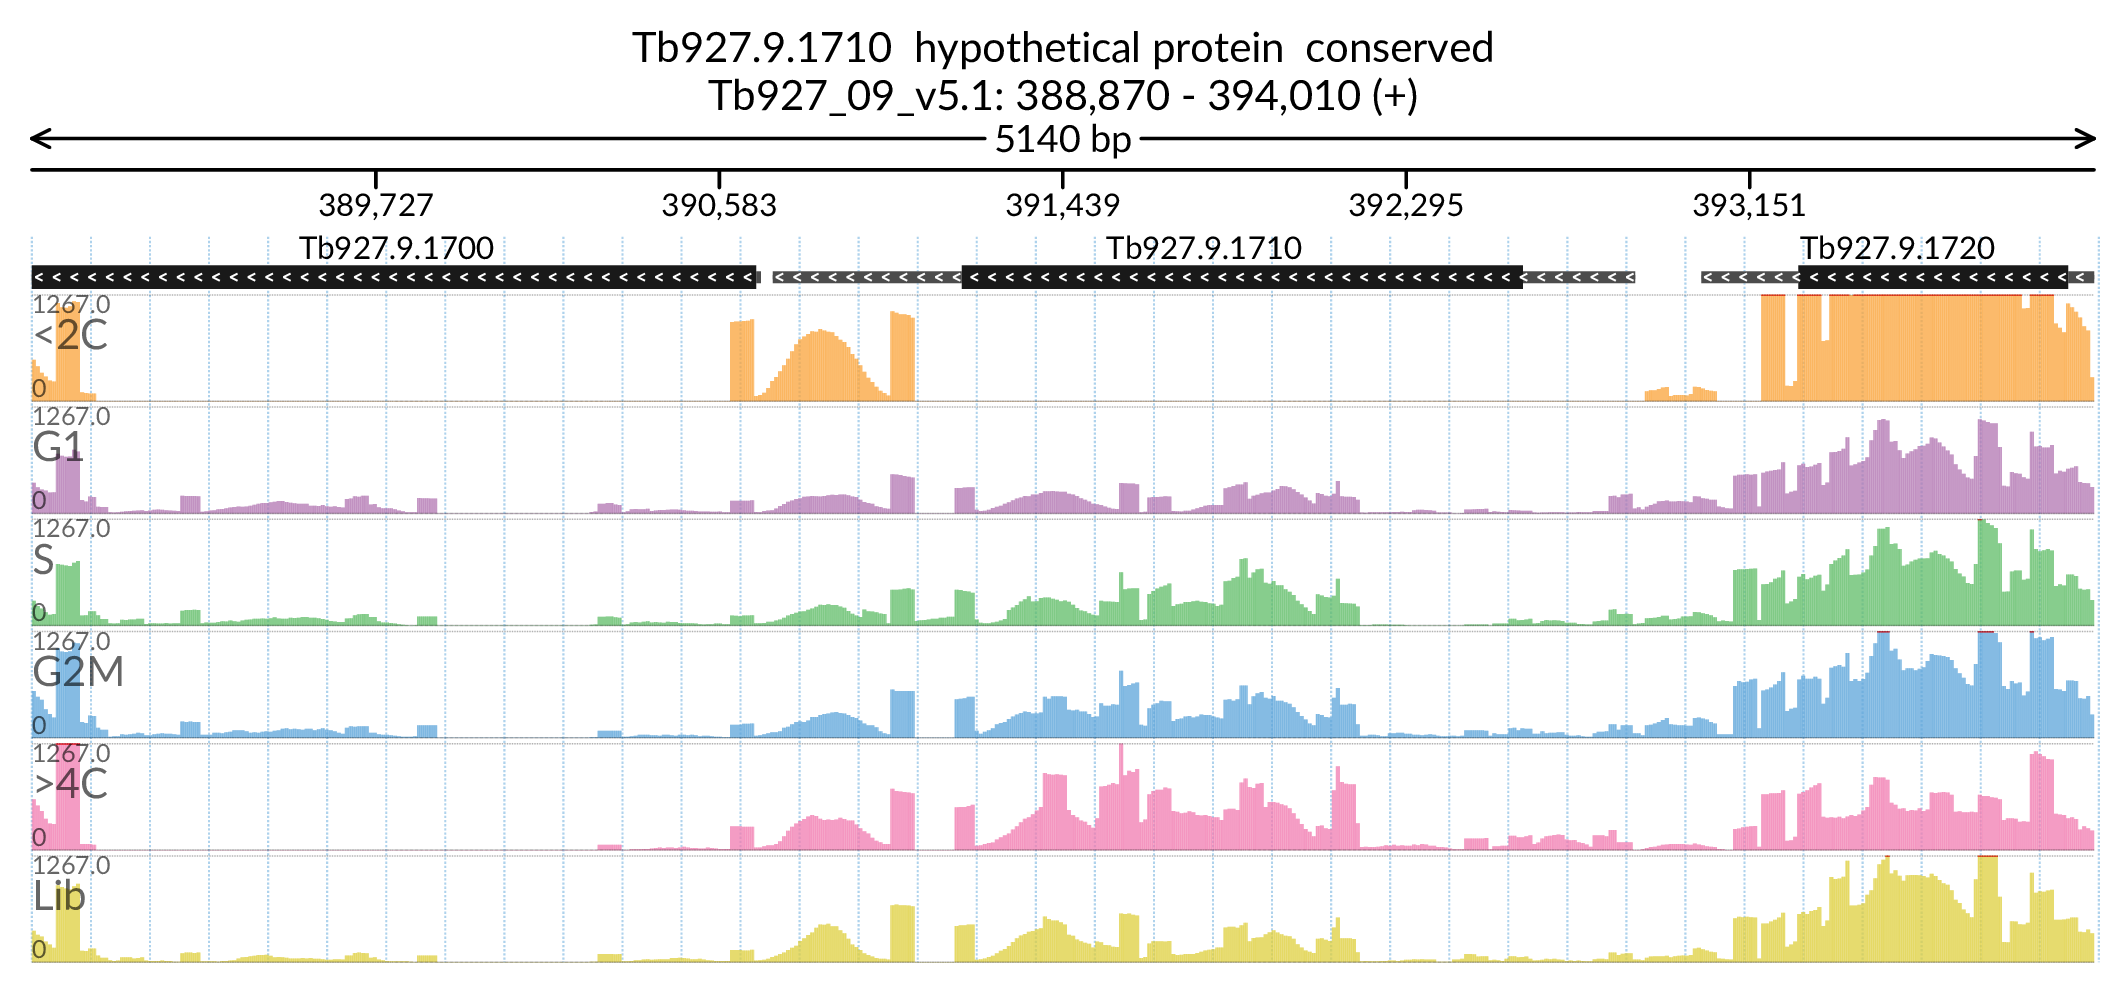 Tb927.9.1710 hypothetical protein conserved
Tb927_09_v5.1: 388,870 - 394,010 (+)
5140 bp
389,727 390,583 391,439 392,295 393,151
Tb927.9.1700 Tb927.9.1710 Tb927.9.1720
1267.0
<2C
0
1267.0
G1
0
1267.0
S
0
1267.0
G2M
0
1267.0
>4C
0
1267.0
Lib
0